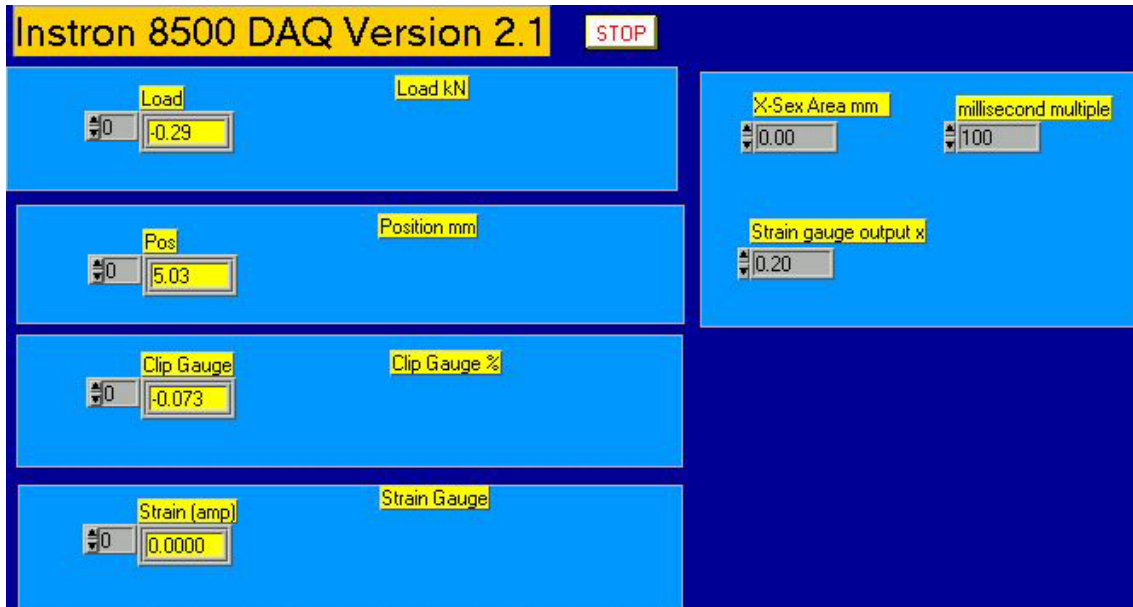 Instron 8500 DAQ Version 2.1
STOP
Load kN
Load
0
-0.29
Position mm
Pos
0
5.03
Clip Gauge %
Clip Gauge
0
-0.073
Strain Gauge
Strain (amp)
0
0.0000
X-Sex Area mm
0.00
millisecond multiple
100
Strain gauge output x
0.20